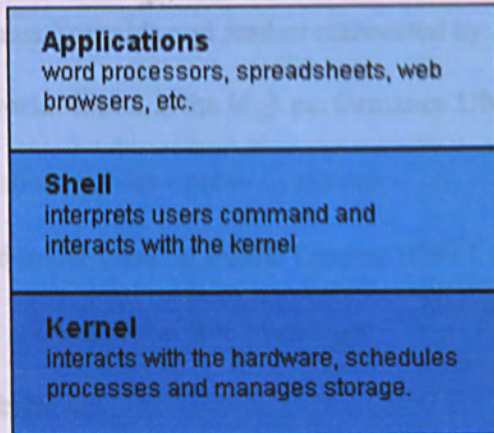 Applications
word processors, spreadsheets, web
browsers, etc.
Shell
interprets users command and
interacts with the kernel
Kernel
interacts with the hardware, schedules
processes and manages storage.